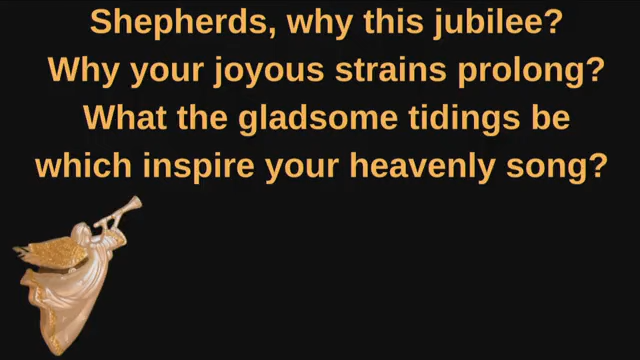 Shepherds, why this jubilee?
Why your joyous strains prolong?
What the gladsome tidings be
which inspire your heavenly song?